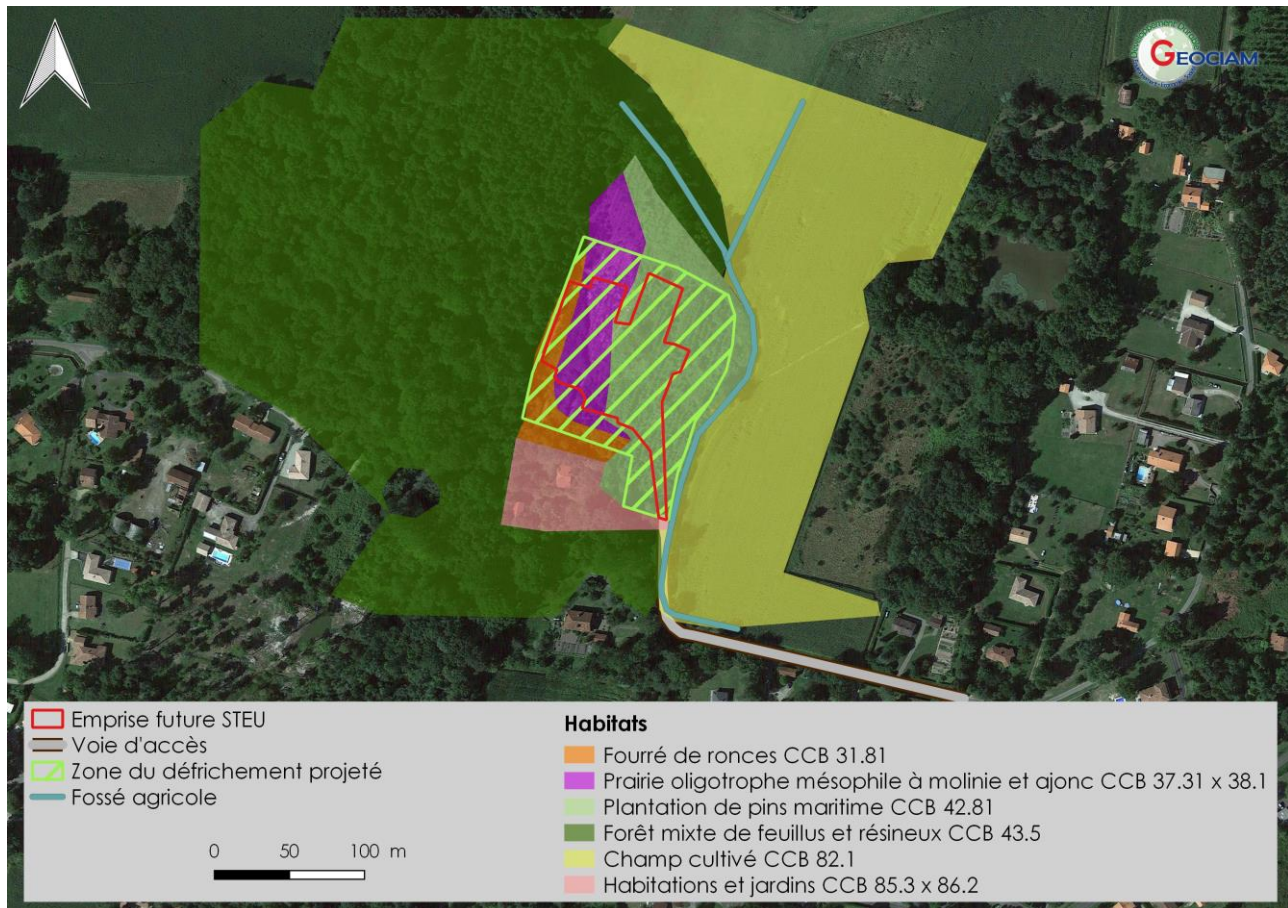 GEOCIAM
Emprise future STEU
Voie d'accès
Zone du défrichement projeté
Fossé agricole
0 50 100 m
Habitats
Fourré de ronces CCB 31.81
Prairie oligotrophe mésophile à molinie et ajonc CCB 37.31 x 38.1
Plantation de pins maritime CCB 42.81
Forêt mixte de feuillus et résineux CCB 43.5
Champ cultivé CCB 82.1
Habitations et jardins CCB 85.3 x 86.2